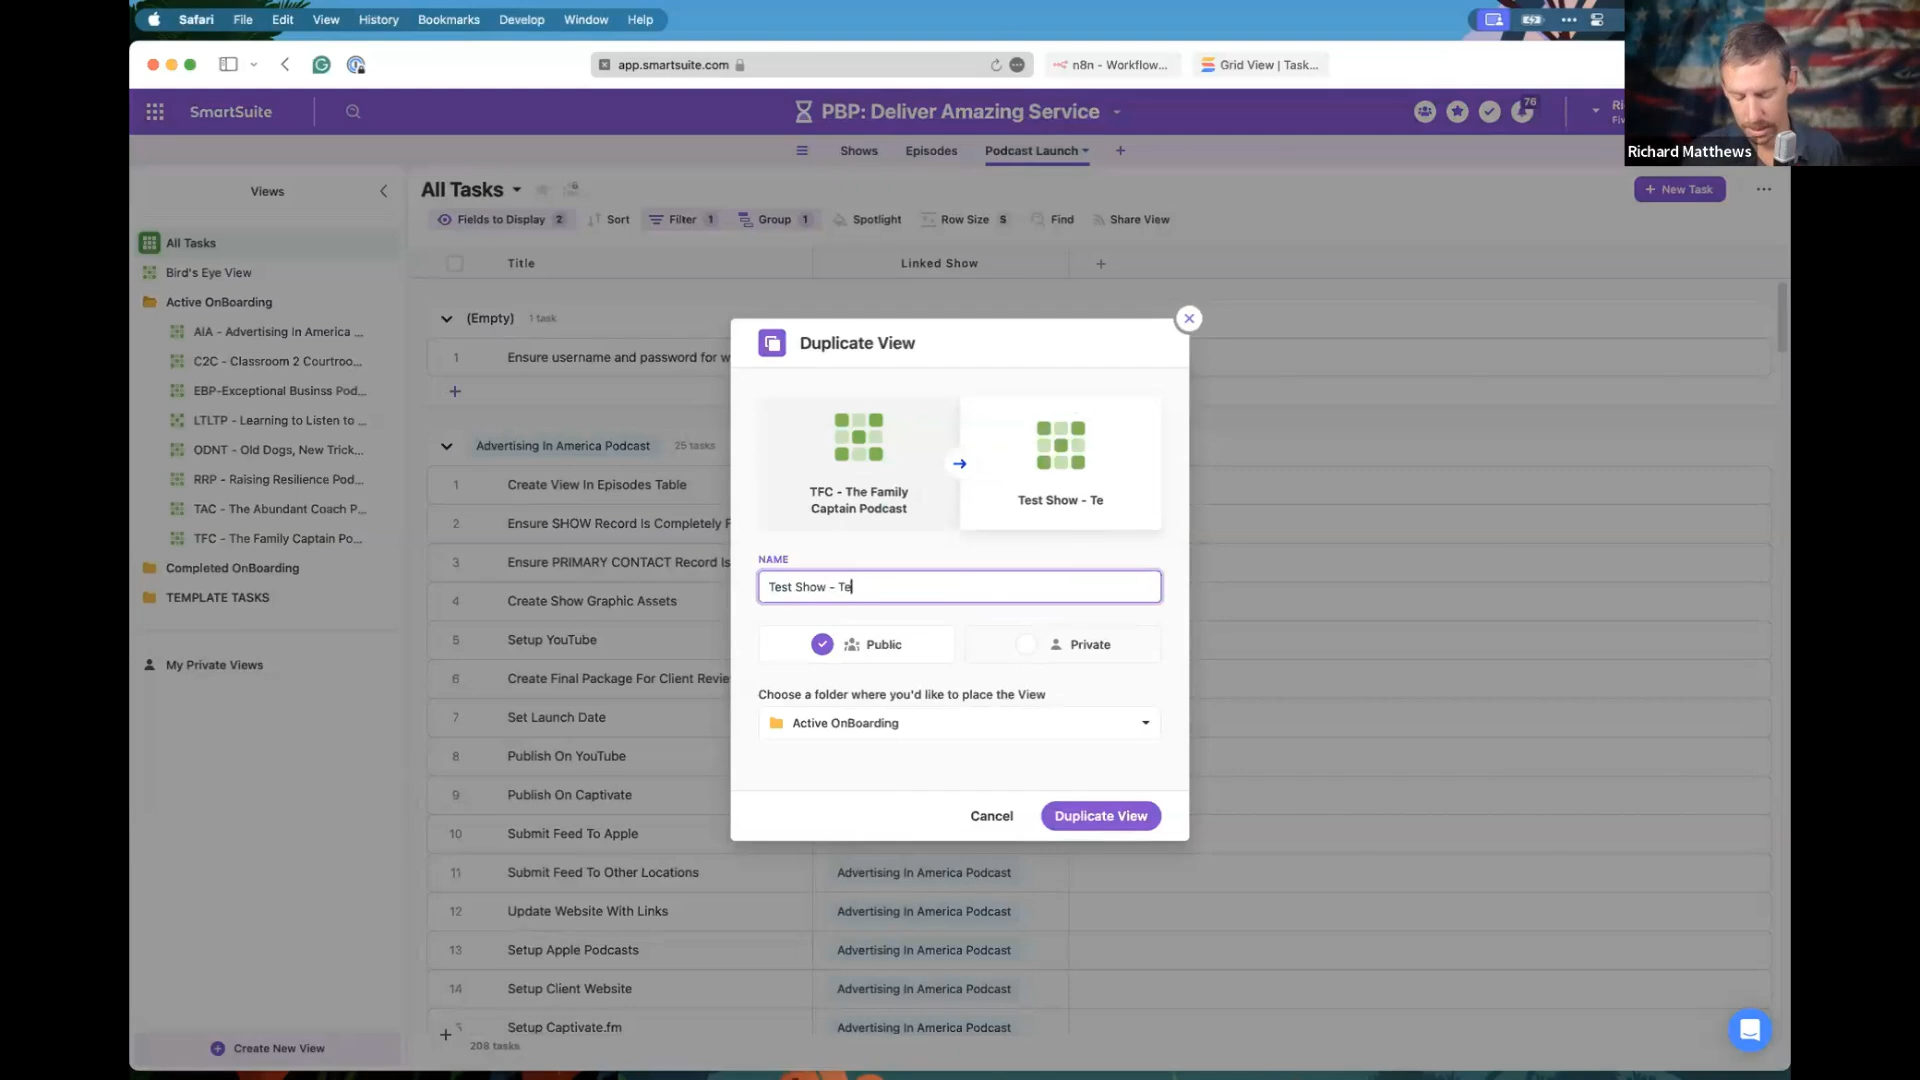 Safari File Edit View History Bookmarks Develop Window Help
app.smartsuite.com
n8n - Workflow...
Grid View | Task...
SmartSuite
PBP: Deliver Amazing Service
76
Richard Matthews
Shows Episodes Podcast Launch
Views
All Tasks
New Task
Fields to Display 2 Sort Filter 1 Group 1 Spotlight Row Size S Find Share View
All Tasks
Bird's Eye View
Active OnBoarding
AIA - Advertising In America ...
C2C - Classroom 2 Courtroo...
EBP-Exceptional Businss Pod...
LTLTP - Learning to Listen to ...
ODNT - Old Dogs, New Trick...
RRP - Raising Resilience Pod...
TAC - The Abundant Coach P...
TFC - The Family Captain Po...
Completed OnBoarding
TEMPLATE TASKS
My Private Views
Create New View
Title Linked Show
(Empty) 1 task
1 Ensure username and password for w
Advertising In America Podcast 25 tasks
1 Create View In Episodes Table
2 Ensure SHOW Record Is Completely F
3 Ensure PRIMARY CONTACT Record Is
4 Create Show Graphic Assets
5 Setup YouTube
6 Create Final Package For Client Revie
7 Set Launch Date
8 Publish On YouTube
9 Publish On Captivate
10 Submit Feed To Apple
11 Submit Feed To Other Locations Advertising In America Podcast
12 Update Website With Links Advertising In America Podcast
13 Setup Apple Podcasts Advertising In America Podcast
14 Setup Client Website Advertising In America Podcast
Setup Captivate.fm Advertising In America Podcast
208 tasks
Duplicate View
TFC - The Family
Captain Podcast
Test Show - Te
NAME
Test Show - Te
Public Private
Choose a folder where you'd like to place the View
Active OnBoarding
Cancel Duplicate View